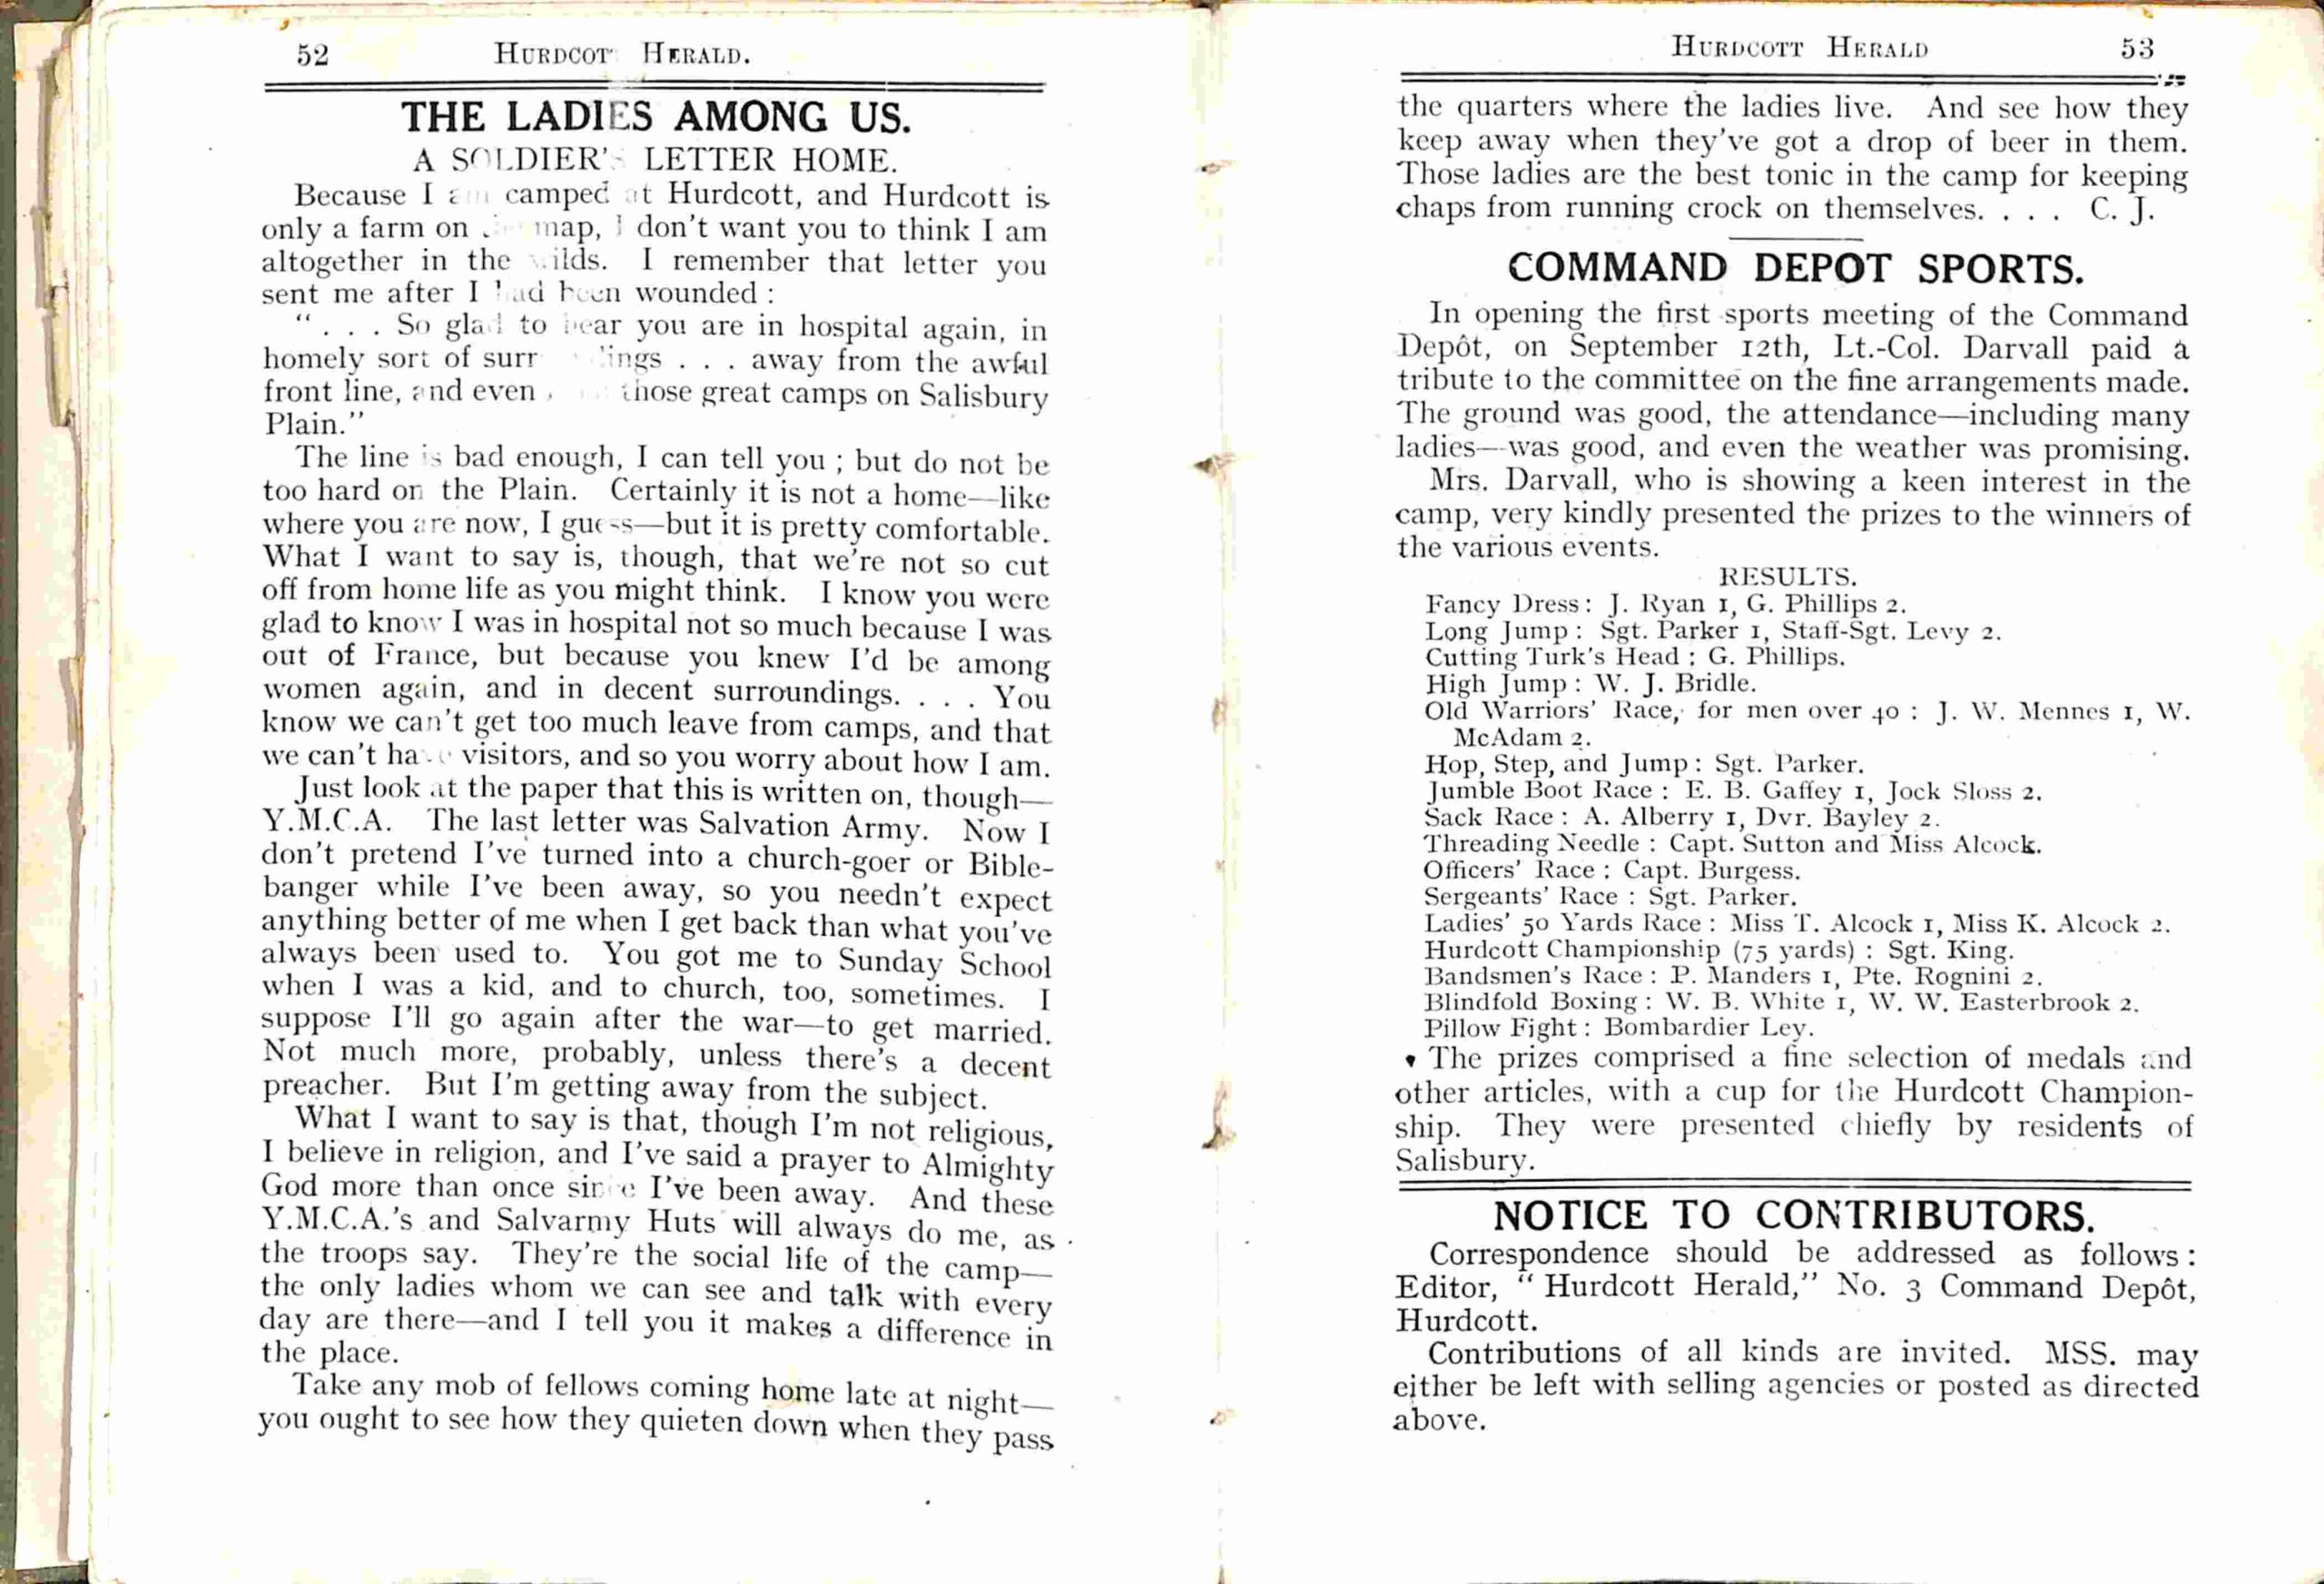 52 HURDCOT HERALD.
THE LADIES AMONG US.
A SOLDIER'S LETTER HOME.
Because I am camped at Hurdcott, and Hurdcott is
only a farm on map, I don't want you to think I am
altogether in the wilds. I remember that letter you
sent me after I had been wounded :
" . . . So glad to hear you are in hospital again, in
homely sort of surr dings . . . away from the awful
front line, and even those great camps on Salisbury
Plain."
The line is bad enough, I can tell you ; but do not be
too hard on the Plain. Certainly it is not a home—like
where you are now, I guess—but it is pretty comfortable.
What I want to say is, though, that we're not so cut
off from home life as you might think. I know you were
glad to know I was in hospital not so much because I was
out of France, but because you knew I'd be among
women again, and in decent surroundings. . . . You
know we can't get too much leave from camps, and that
we can't have visitors, and so you worry about how I am.
Just look at the paper that this is written on, though—
Y.M.C.A. The last letter was Salvation Army. Now I
don't pretend I've turned into a church-goer or Bible-
banger while I've been away, so you needn't expect
anything better of me when I get back than what you've
always been used to. You got me to Sunday School
when I was a kid, and to church, too, sometimes. I
suppose I'll go again after the war—to get married.
Not much more, probably, unless there's a decent
preacher. But I'm getting away from the subject.
What I want to say is that, though I'm not religious,
I believe in religion, and I've said a prayer to Almighty
God more than once since I've been away. And these
Y.M.C.A.'s and Salvarmy Huts will always do me, as
the troops say. They're the social life of the camp—
the only ladies whom we can see and talk with every
day are there—and I tell you it makes a difference in
the place.
Take any mob of fellows coming home late at night—
you ought to see how they quieten down when they pass
HURDCOTT HERALD 53
the quarters where the ladies live. And see how they
keep away when they've got a drop of beer in them.
Those ladies are the best tonic in the camp for keeping
chaps from running crock on themselves. . . . C. J.
COMMAND DEPOT SPORTS.
In opening the first sports meeting of the Command
Depôt, on September 12th, Lt.-Col. Darvall paid a
tribute to the committee on the fine arrangements made.
The ground was good, the attendance—including many
ladies—was good, and even the weather was promising.
Mrs. Darvall, who is showing a keen interest in the
camp, very kindly presented the prizes to the winners of
the various events.
RESULTS.
Fancy Dress : J. Ryan 1, G. Phillips 2.
Long Jump : Sgt. Parker 1, Staff-Sgt. Levy 2.
Cutting Turk's Head : G. Phillips.
High Jump : W. J. Bridle.
Old Warriors' Race, for men over 40 : J. W. Mennes 1, W.
McAdam 2.
Hop, Step, and Jump : Sgt. Parker.
Jumble Boot Race : E. B. Gaffey 1, Jock Sloss 2.
Sack Race : A. Alberry 1, Dvr. Bayley 2.
Threading Needle : Capt. Sutton and Miss Alcock.
Officers' Race : Capt. Burgess.
Sergeants' Race : Sgt. Parker.
Ladies' 50 Yards Race : Miss T. Alcock 1, Miss K. Alcock 2.
Hurdcott Championship (75 yards) : Sgt. King.
Bandsmen's Race : P. Manders 1, Pte. Rognini 2.
Blindfold Boxing : W. B. White 1, W. W. Easterbrook 2.
Pillow Fight : Bombardier Ley.
The prizes comprised a fine selection of medals and
other articles, with a cup for the Hurdcott Champion-
ship. They were presented chiefly by residents of
Salisbury.
NOTICE TO CONTRIBUTORS.
Correspondence should be addressed as follows :
Editor, " Hurdcott Herald," No. 3 Command Depôt,
Hurdcott.
Contributions of all kinds are invited. MSS. may
either be left with selling agencies or posted as directed
above.